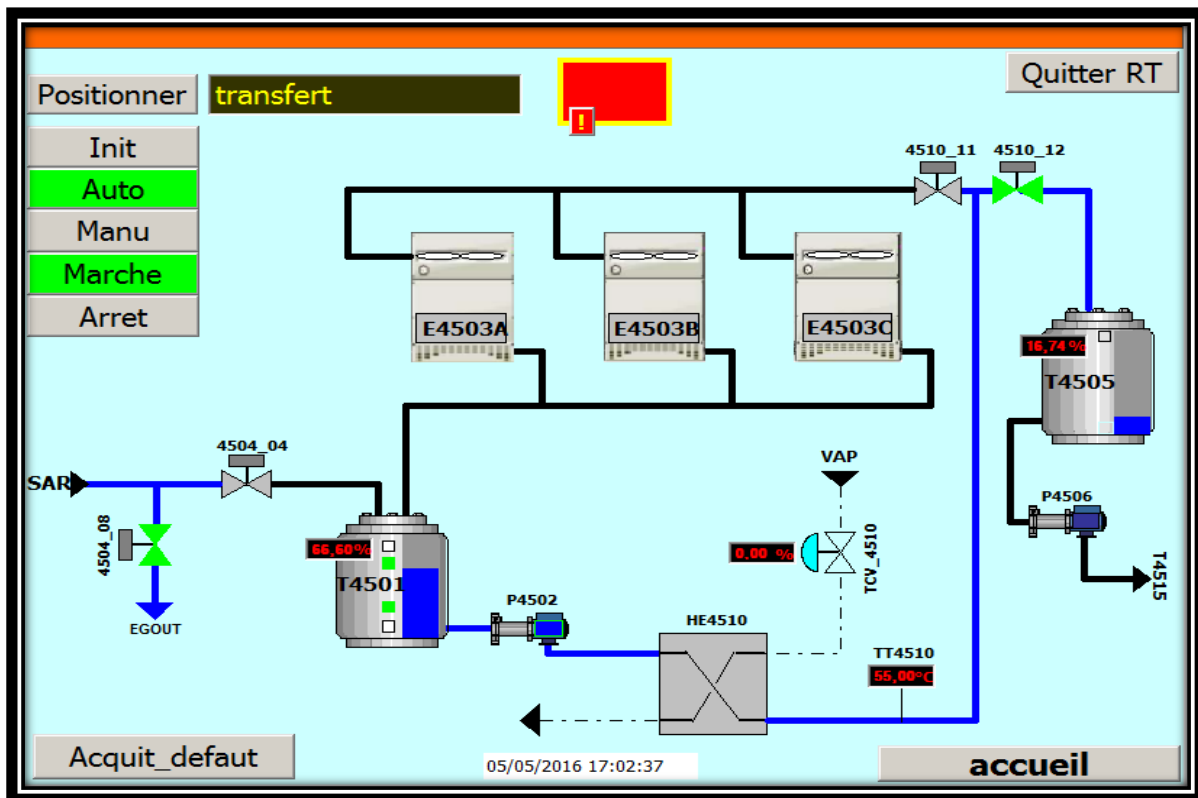 Quitter RT
Positionner
transfert
!
Init
Auto
Manu
Marche
Arret
4510_11
4510_12
E4503A
E4503B
E4503C
16,74 %
T4505
4504_04
SAR
VAP
P4506
4504_08
66,60%
0,00 %
TCV_4510
T4515
T4501
P4502
EGOUT
HE4510
TT4510
55,00°C
Acquit_defaut
05/05/2016 17:02:37
accueil